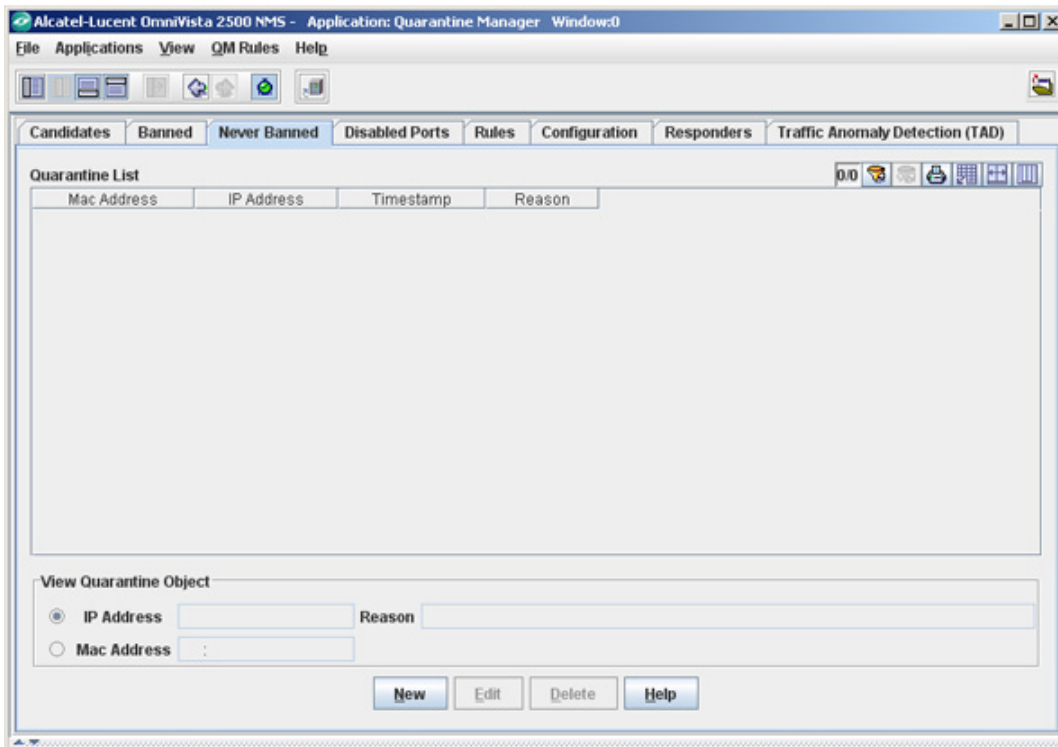 Alcatel-Lucent OmniVista 2500 NMS - Application: Quarantine Manager Window:0
File Applications View QM Rules Help
Candidates Banned Never Banned Disabled Ports Rules Configuration Responders Traffic Anomaly Detection (TAD)
Quarantine List 0/0
Mac Address IP Address Timestamp Reason
View Quarantine Object
IP Address Reason
Mac Address :
New Edit Delete Help